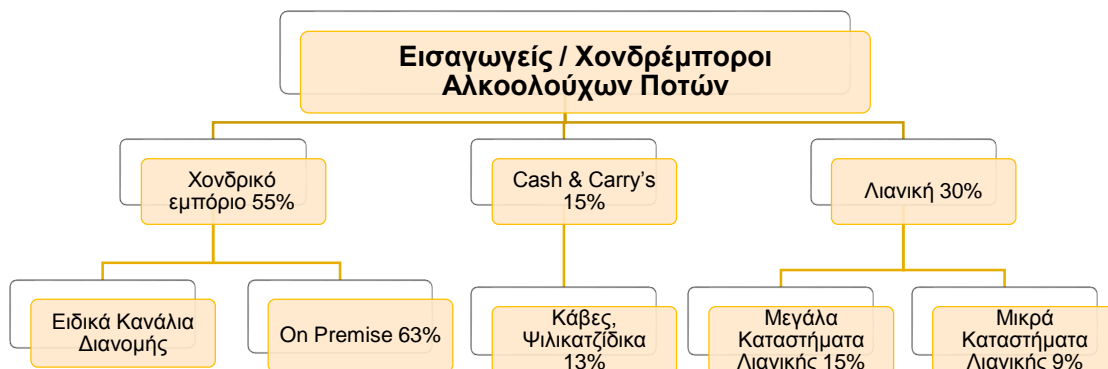 Εισαγωγείς / Χονδρέμποροι
Αλκοολούχων Ποτών
Χονδρικό
εμπόριο 55%
Cash & Carry’s
15%
Λιανική 30%
Ειδικά Κανάλια
Διανομής
On Premise 63%
Κάβες,
Ψιλικατζίδικα
13%
Μεγάλα
Καταστήματα
Λιανικής 15%
Μικρά
Καταστήματα
Λιανικής 9%